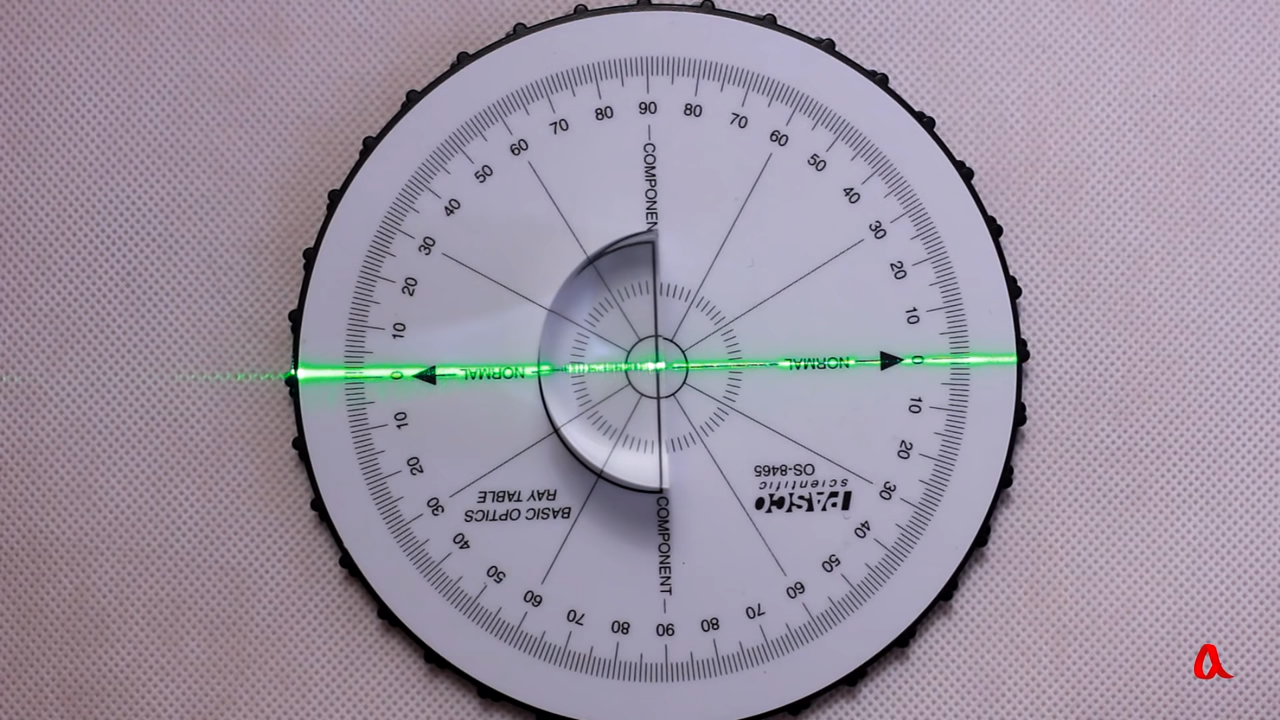 90
80 80
70 70
60 60
50 50
40 40
30 30
20 20
10 10
COMPONEN
0 NORMAL NORMAL 0
10 10
20 20
30 30
40 40
50 50
60 60
70 70
80 80
90
COMPONENT
PASCO
scientific
OS-8465
BASIC OPTICS
RAY TABLE
a